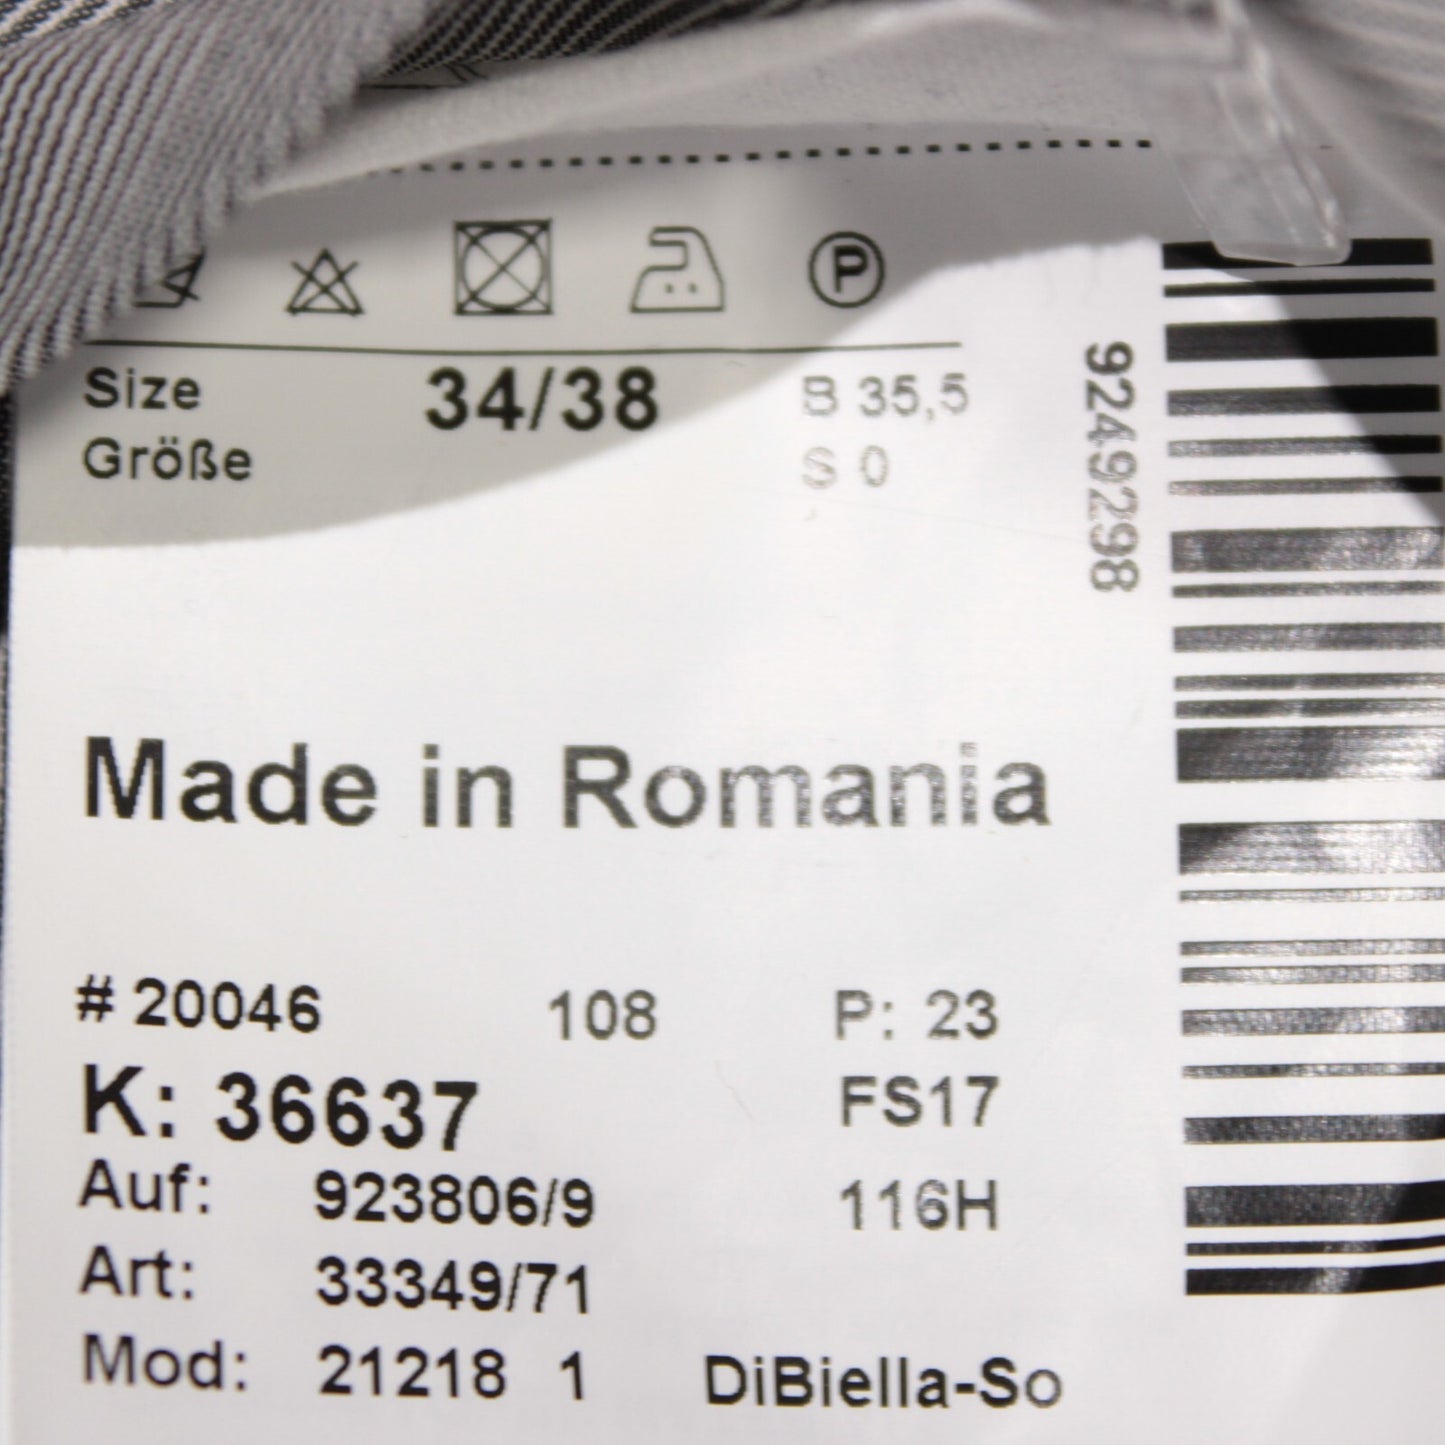 P
Size 34/38 B 35,5
Größe S 0
9249298
Made in Romania
# 20046 108 P: 23
K: 36637 FS17
Auf: 923806/9 116H
Art: 33349/71
Mod: 21218 1 DiBiella-So